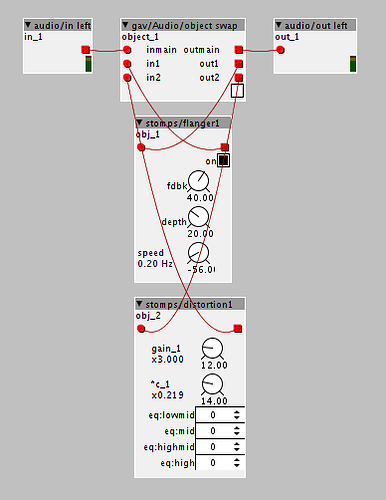 audio/in left
in_1
gav/Audio/object swap
object_1
inmain outmain
in1 out1
in2 out2
audio/out left
out_1
stomps/flanger1
obj_1
on
fdbk
40.00
depth
20.00
speed
0.20 Hz
-56.00
stomps/distortion1
obj_2
gain_1
x3.000
12.00
*c_1
x0.219
14.00
eq:lowmid 0
eq:mid 0
eq:highmid 0
eq:high 0